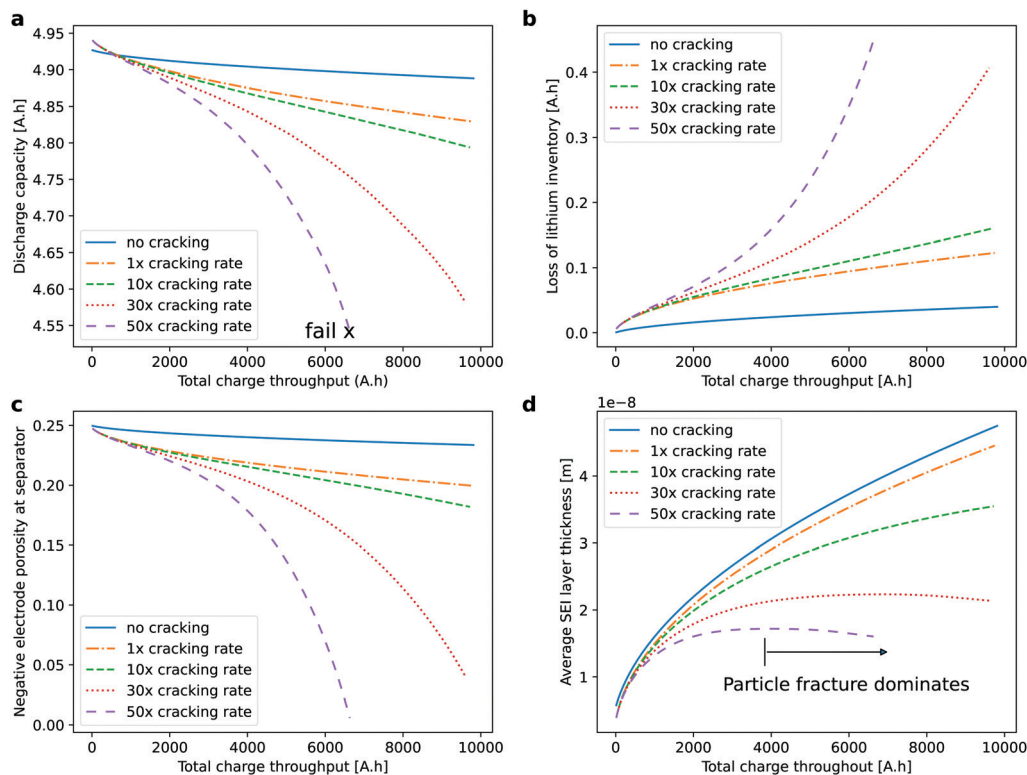 a
Discharge capacity [A.h]
4.95
4.90
4.85
4.80
4.75
4.70
4.65
4.60
4.55
no cracking
1x cracking rate
10x cracking rate
30x cracking rate
50x cracking rate
fail x
0 2000 4000 6000 8000 10000
Total charge throughput (A.h)
b
Loss of lithium inventory [A.h]
0.4
0.3
0.2
0.1
0.0
no cracking
1x cracking rate
10x cracking rate
30x cracking rate
50x cracking rate
0 2000 4000 6000 8000 10000
Total charge throughput [A.h]
c
Negative electrode porosity at separator
0.25
0.20
0.15
0.10
0.05
0.00
no cracking
1x cracking rate
10x cracking rate
30x cracking rate
50x cracking rate
0 2000 4000 6000 8000 10000
Total charge throughput [A.h]
d
1e−8
Average SEI layer thickness [m]
4
3
2
1
no cracking
1x cracking rate
10x cracking rate
30x cracking rate
50x cracking rate
Particle fracture dominates
0 2000 4000 6000 8000 10000
Total charge throughout [A.h]